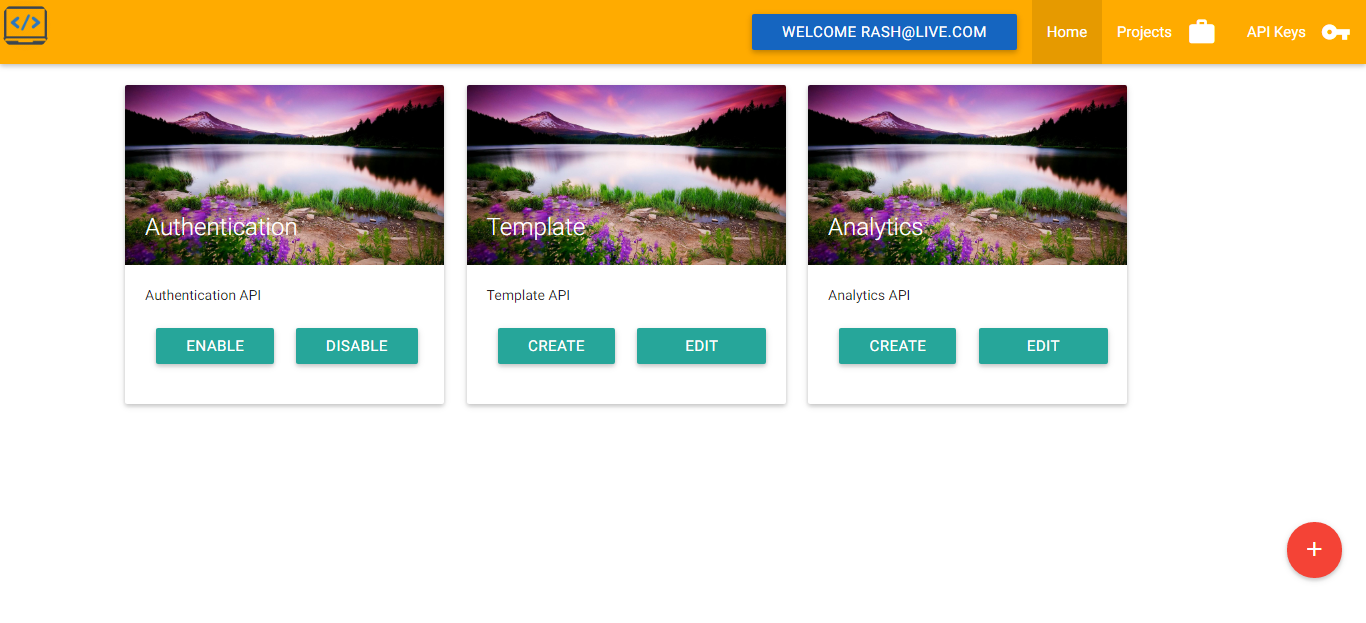 </>
WELCOME RASH@LIVE.COM
Home
Projects
API Keys
Authentication
Template
Analytics
Authentication API
Template API
Analytics API
ENABLE
DISABLE
CREATE
EDIT
CREATE
EDIT
+